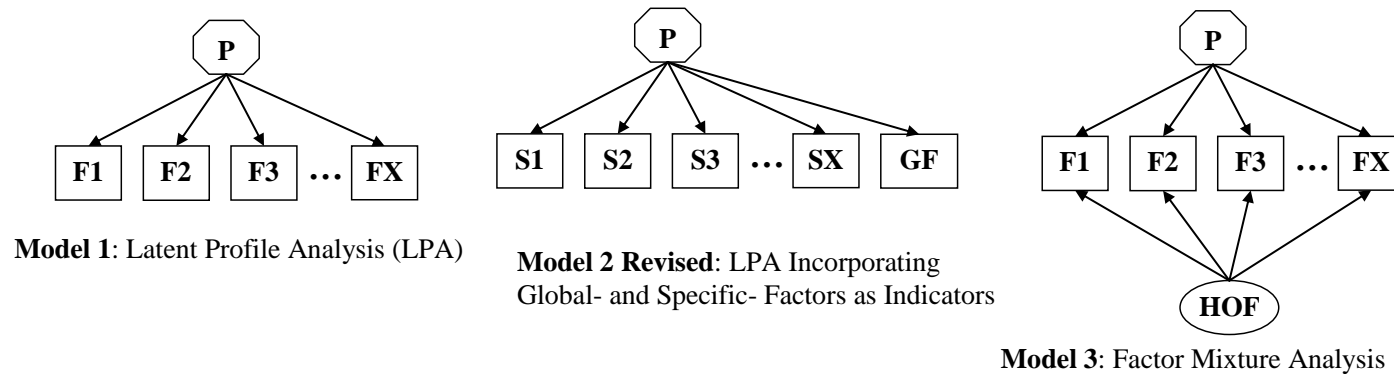 P
F1 F2 F3 … FX
Model 1: Latent Profile Analysis (LPA)
P
S1 S2 S3 … SX GF
Model 2 Revised: LPA Incorporating
Global- and Specific- Factors as Indicators
P
F1 F2 F3 … FX
HOF
Model 3: Factor Mixture Analysis